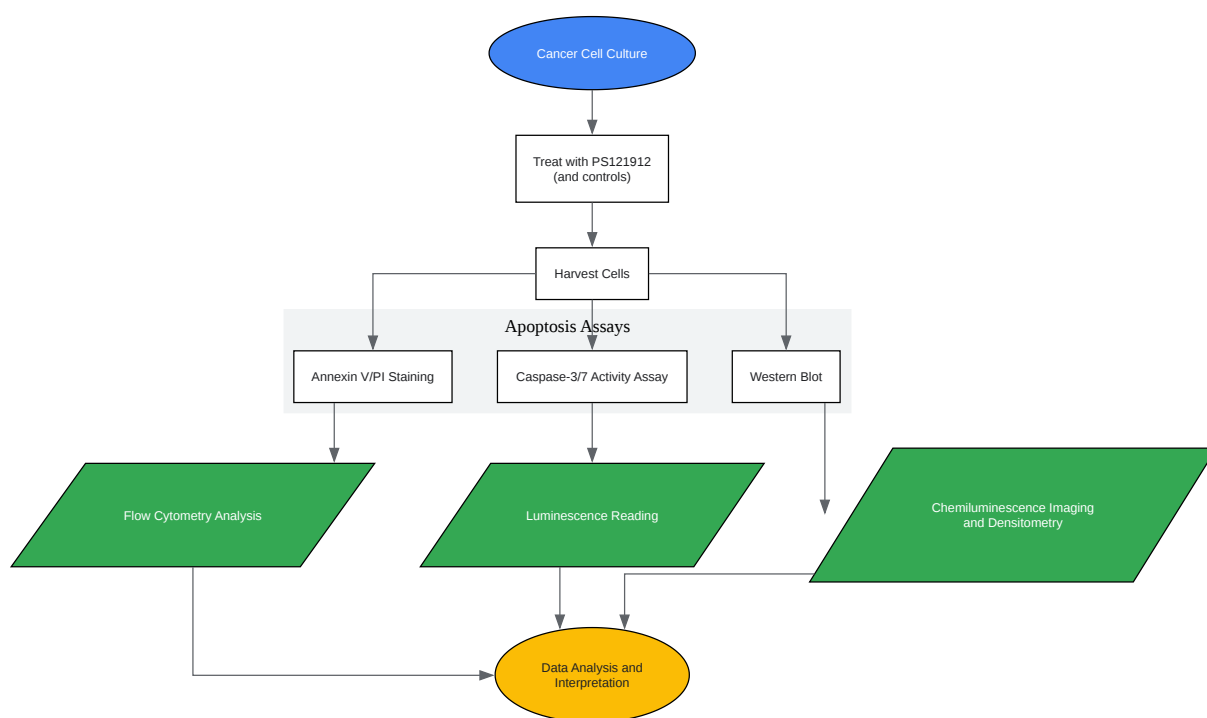 Cancer Cell Culture
Treat with PS121912
(and controls)
Harvest Cells
Apoptosis Assays
Annexin V/PI Staining
Caspase-3/7 Activity Assay
Western Blot
Flow Cytometry Analysis
Luminescence Reading
Chemiluminescence Imaging
and Densitometry
Data Analysis and
Interpretation